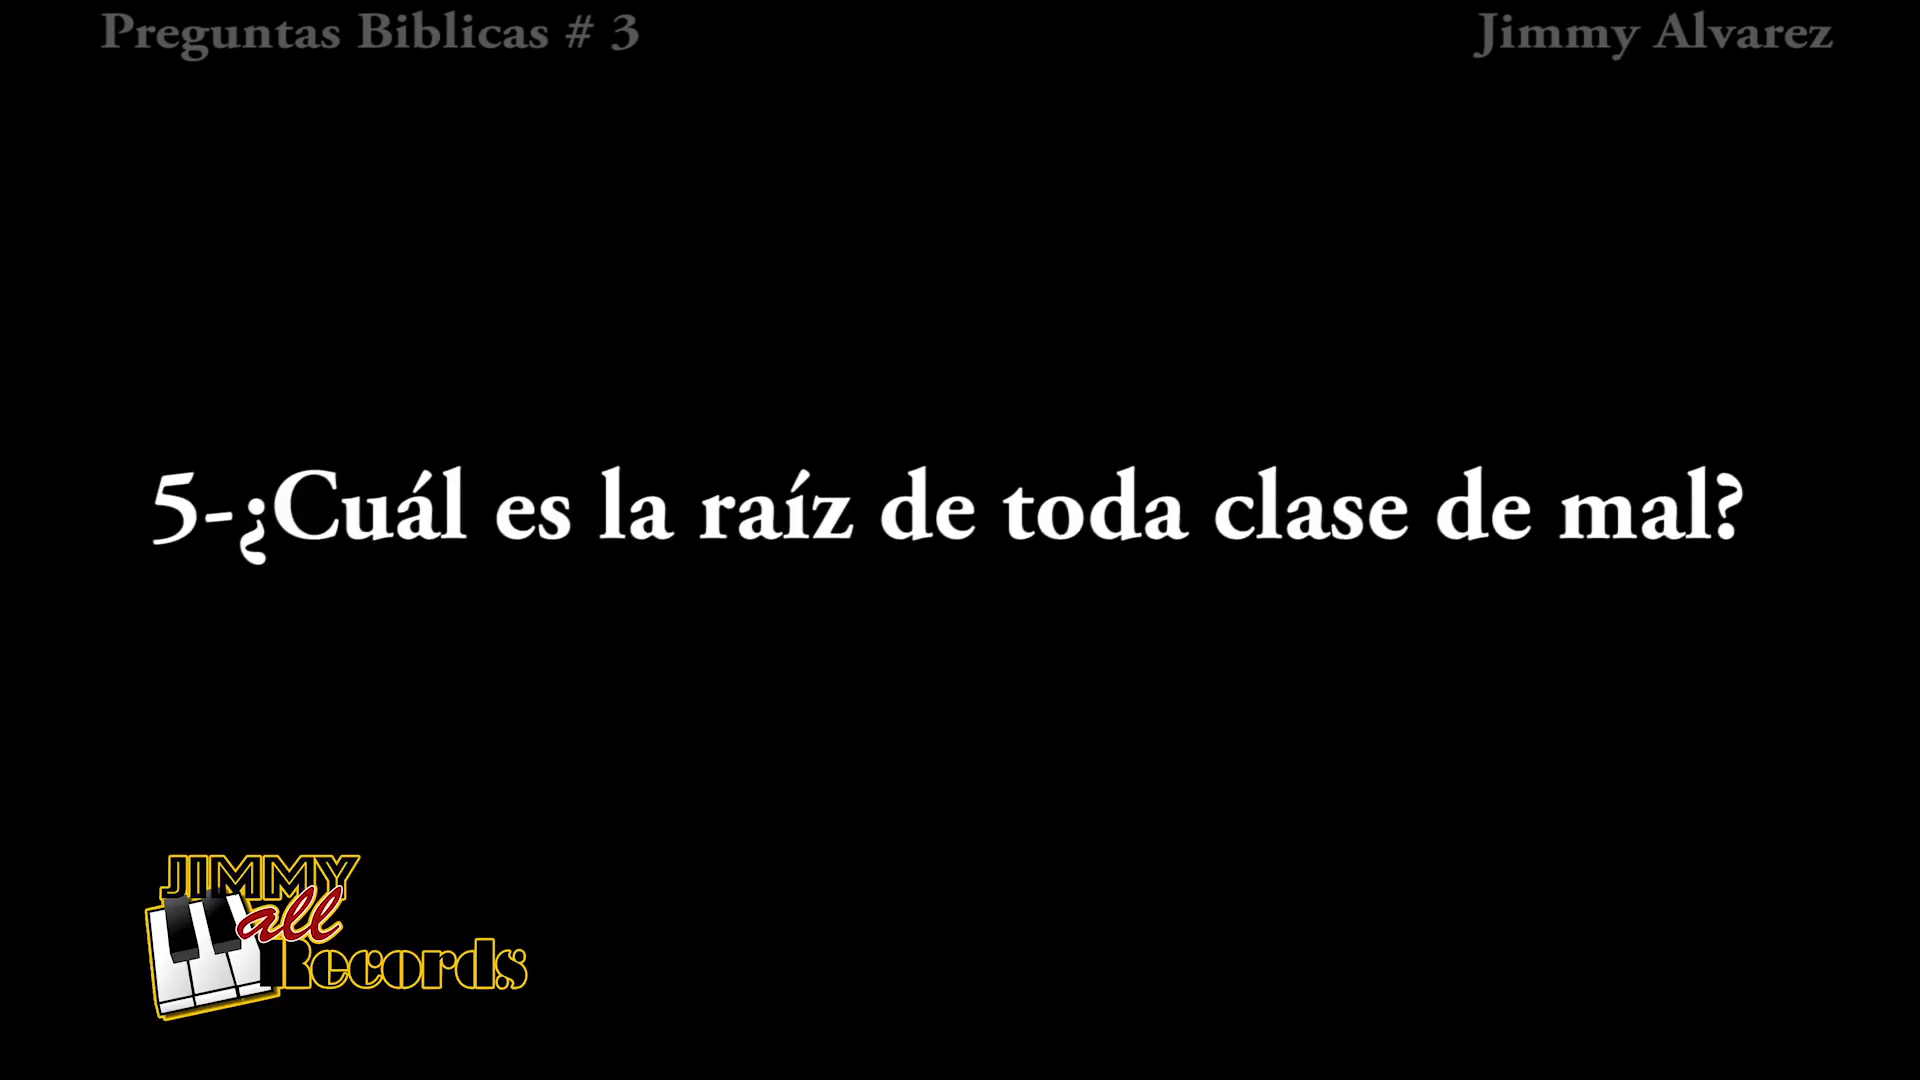 Preguntas Biblicas # 3
Jimmy Alvarez
5-¿Cuál es la raíz de toda clase de mal?
JIMMY
all
Records